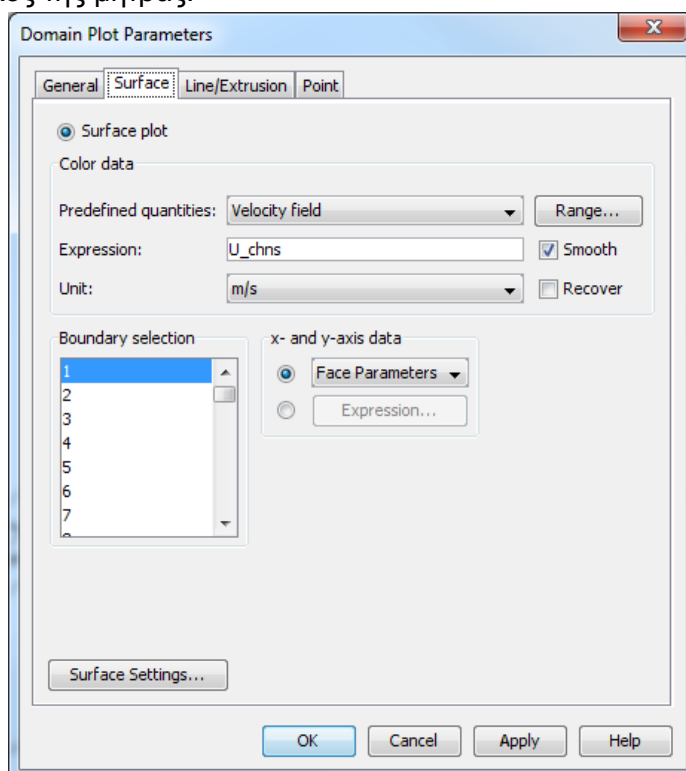 της μήτρας.
Domain Plot Parameters
General Surface Line/Extrusion Point
Surface plot
Color data
Predefined quantities: Velocity field Range...
Expression: U_chns Smooth
Unit: m/s Recover
Boundary selection x- and y-axis data
1 Face Parameters
2
3 Expression...
4
5
6
7
Surface Settings...
OK Cancel Apply Help